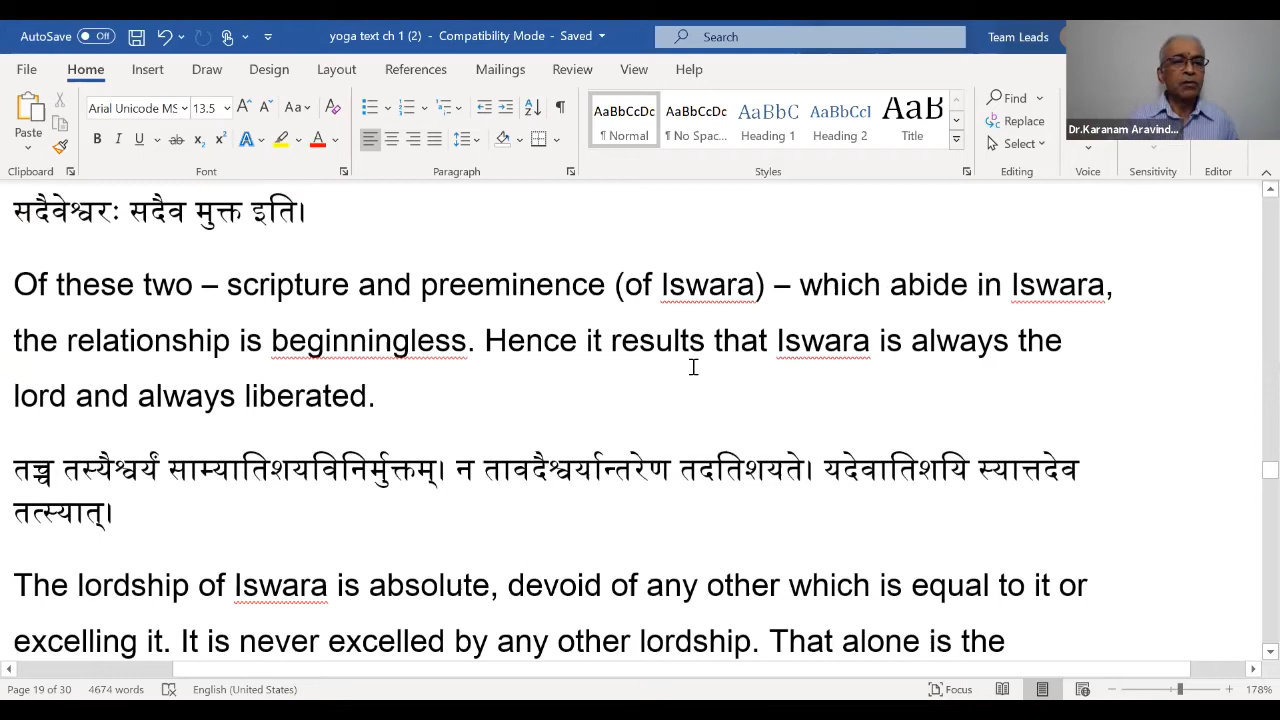 AutoSave Off yoga text ch 1 (2) - Compatibility Mode - Saved Search Team Leads
File Home Insert Draw Design Layout References Mailings Review View Help
Paste Arial Unicode MS 13.5 Aa AaBbCcDc AaBbCcDc AaBbC AaBbCcI AaB Find
B I U ab x₂ x² A A ¶ Normal ¶ No Spac... Heading 1 Heading 2 Title Replace
Select
Dr.Karanam Aravind...
Clipboard Font Paragraph Styles Editing Voice Sensitivity Editor
सदैवेश्वरः सदैव मुक्त इति।
Of these two – scripture and preeminence (of Iswara) – which abide in Iswara,
the relationship is beginningless. Hence it results that Iswara is always the
lord and always liberated.
तच्च तस्यैश्वर्यं साम्यातिशयविनिर्मुक्तम्। न तावदैश्वर्यान्तरेण तदतिशयते। यदेवातिशयि स्यात्तदेव
तत्स्यात्।
The lordship of Iswara is absolute, devoid of any other which is equal to it or
excelling it. It is never excelled by any other lordship. That alone is the
Page 19 of 30 4674 words English (United States) Focus 178%